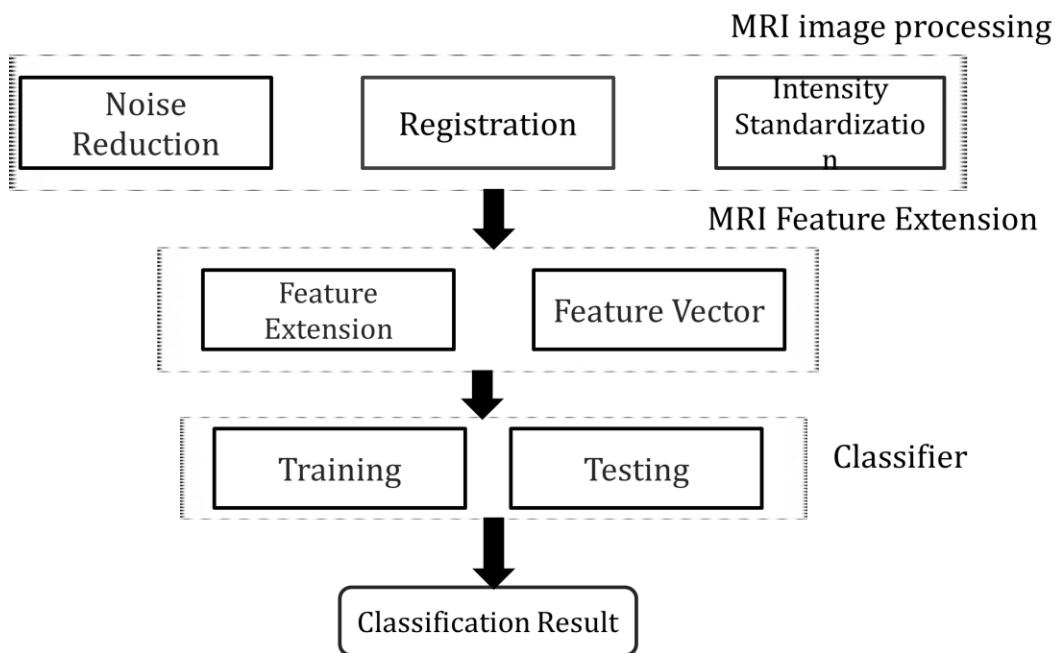 MRI image processing
Noise
Reduction
Registration
Intensity
Standardizatio
n
MRI Feature Extension
Feature
Extension
Feature Vector
Training
Testing
Classifier
Classification Result